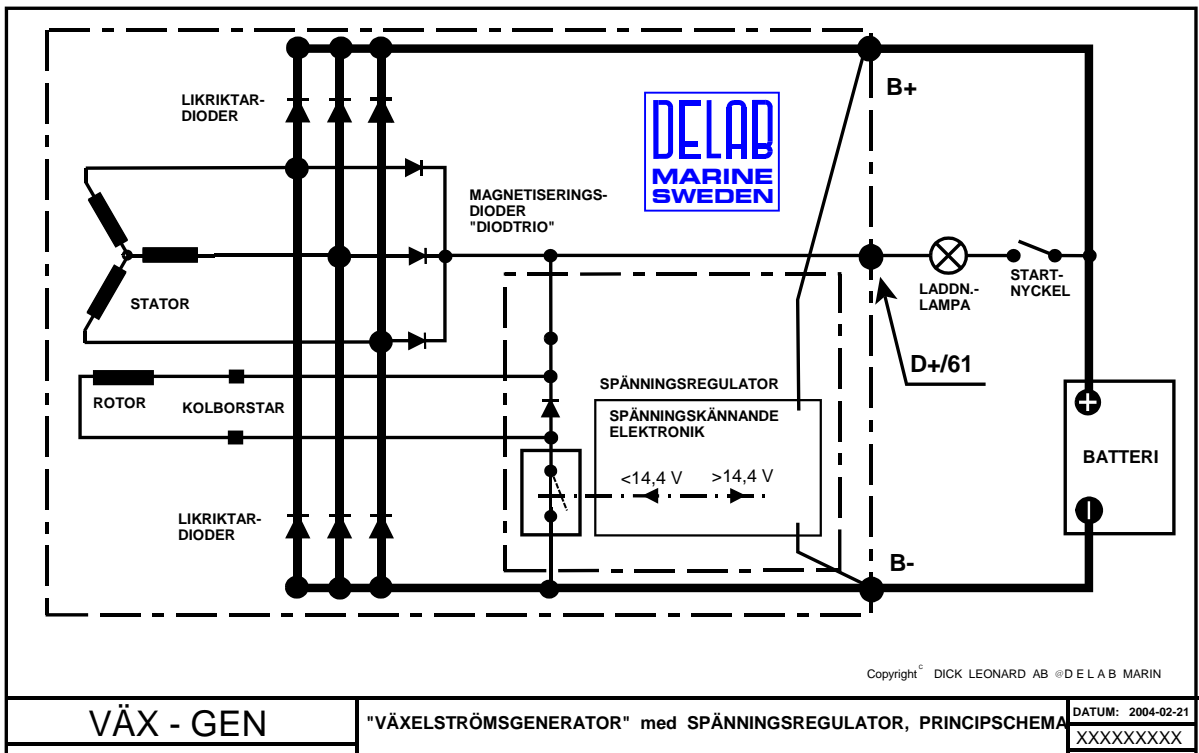 B+
LIKRIKTAR-
DIODER
DELAB
MARINE
SWEDEN
MAGNETISERINGS-
DIODER
"DIODTRIO"
STATOR
LADDN.-
LAMPA
START-
NYCKEL
D+/61
ROTOR
KOLBORSTAR
SPÄNNINGSREGULATOR
SPÄNNINGSKÄNNANDE
ELEKTRONIK
<14,4 V >14,4 V
+
BATTERI
-
LIKRIKTAR-
DIODER
B-
Copyright c DICK LEONARD AB @ D E L A B MARIN
VÄX - GEN
"VÄXELSTRÖMSGENERATOR" med SPÄNNINGSREGULATOR, PRINCIPSCHEMA
DATUM: 2004-02-21
XXXXXXXXX